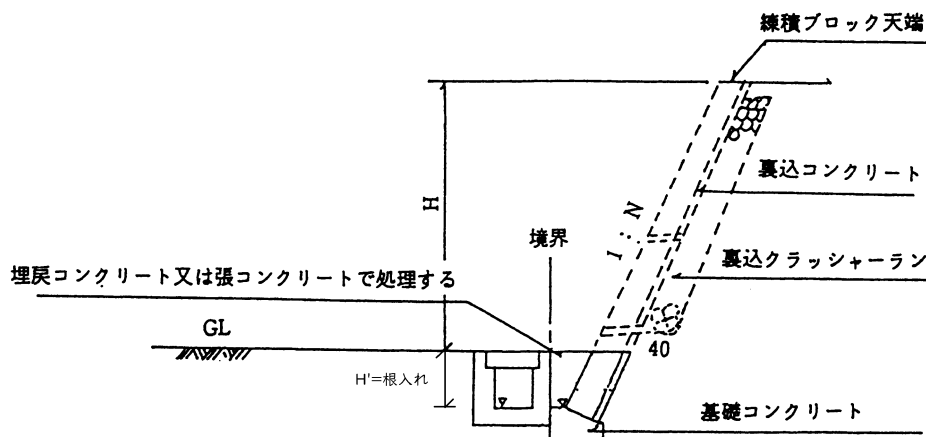 練積ブロック天端
裏込コンクリート
H
1:N
境界
裏込クラッシャーラン
埋戻コンクリート又は張コンクリートで処理する
GL
40
H'=根入れ
基礎コンクリート